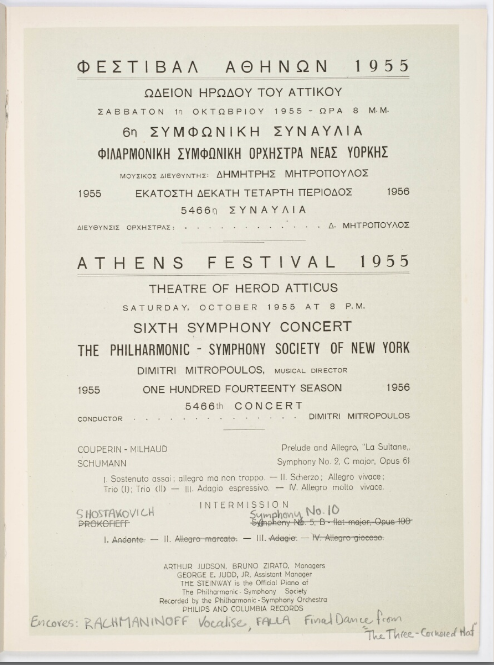 ΦΕΣΤΙΒΑΛ ΑΘΗΝΩΝ 1955
ΩΔΕΙΟΝ ΗΡΩΔΟΥ ΤΟΥ ΑΤΤΙΚΟΥ
ΣΑΒΒΑΤΟΝ 1η ΟΚΤΩΒΡΙΟΥ 1955 - ΩΡΑ 8 Μ.Μ.
6η ΣΥΜΦΩΝΙΚΗ ΣΥΝΑΥΛΙΑ
ΦΙΛΑΡΜΟΝΙΚΗ ΣΥΜΦΩΝΙΚΗ ΟΡΧΗΣΤΡΑ ΝΕΑΣ ΥΟΡΚΗΣ
ΜΟΥΣΙΚΟΣ ΔΙΕΥΘΥΝΤΗΣ: ΔΗΜΗΤΡΗΣ ΜΗΤΡΟΠΟΥΛΟΣ
1955 ΕΚΑΤΟΣΤΗ ΔΕΚΑΤΗ ΤΕΤΑΡΤΗ ΠΕΡΙΟΔΟΣ 1956
5466η ΣΥΝΑΥΛΙΑ
ΔΙΕΥΘΥΝΣΙΣ ΟΡΧΗΣΤΡΑΣ: . . . . . . . . . . . . Δ. ΜΗΤΡΟΠΟΥΛΟΣ
ATHENS FESTIVAL 1955
THEATRE OF HEROD ATTICUS
SATURDAY, OCTOBER 1955 AT 8 P.M.
SIXTH SYMPHONY CONCERT
THE PHILHARMONIC - SYMPHONY SOCIETY OF NEW YORK
DIMITRI MITROPOULOS, MUSICAL DIRECTOR
1955 ONE HUNDRED FOURTEENTY SEASON 1956
5466th CONCERT
CONDUCTOR . . . . . . . . . . . . . . DIMITRI MITROPOULOS
COUPERIN - MILHAUD Prelude and Allegro, "La Sultane,,
SCHUMANN Symphony No. 2, C major, Opus 61
I. Sostenuto assai; allegro ma non troppo. — II. Scherzo; Allegro vivace;
Trio (I); Trio (II) — III. Adagio espressivo. — IV. Allegro molto vivace.
INTERMISSION
SHOSTAKOVICH Symphony No. 10
PROKOFIEFF Symphony No. 5, B - flat major, Opus 100
I. Andante. — II. Allegro marcato. — III. Adagio. — IV. Allegro giocoso.
ARTHUR JUDSON, BRUNO ZIRATO, Managers
GEORGE E. JUDD, JR, Assistant Manager
THE STEINWAY is the Official Piano of
The Philharmonic - Symphony Society
Recorded by the Philharmonic - Symphony Orchestra
PHILIPS AND COLUMBIA RECORDS
Encores: RACHMANINOFF Vocalise, FALLA Final Dance from
"The Three-Cornered Hat"